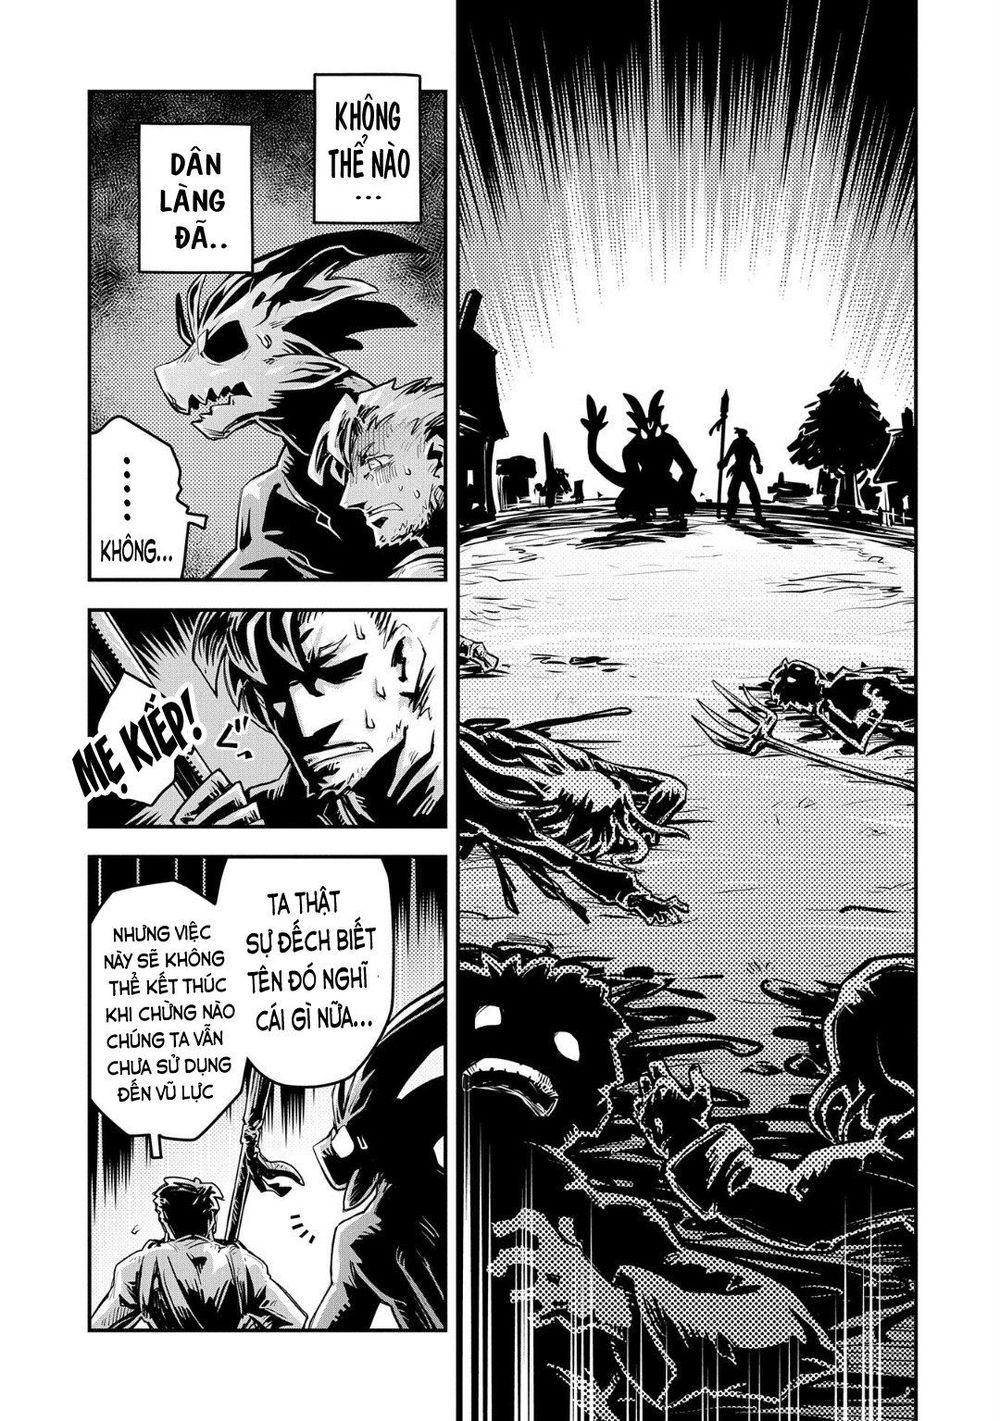 KHÔNG
THỂ NÀO
...
DÂN
LÀNG
ĐÃ..
......
KHÔNG...
MẸ KIẾP!
ぐ"
TA THẬT
SỰ ĐẾCH BIẾT
TÊN ĐÓ NGHĨ
CÁI GÌ NỮA...
NHƯNG VIỆC
NÀY SẼ KHÔNG
THỂ KẾT THÚC
KHI CHỪNG NÀO
CHÚNG TA VẪN
CHƯA SỬ DỤNG
ĐẾN VŨ LỰC